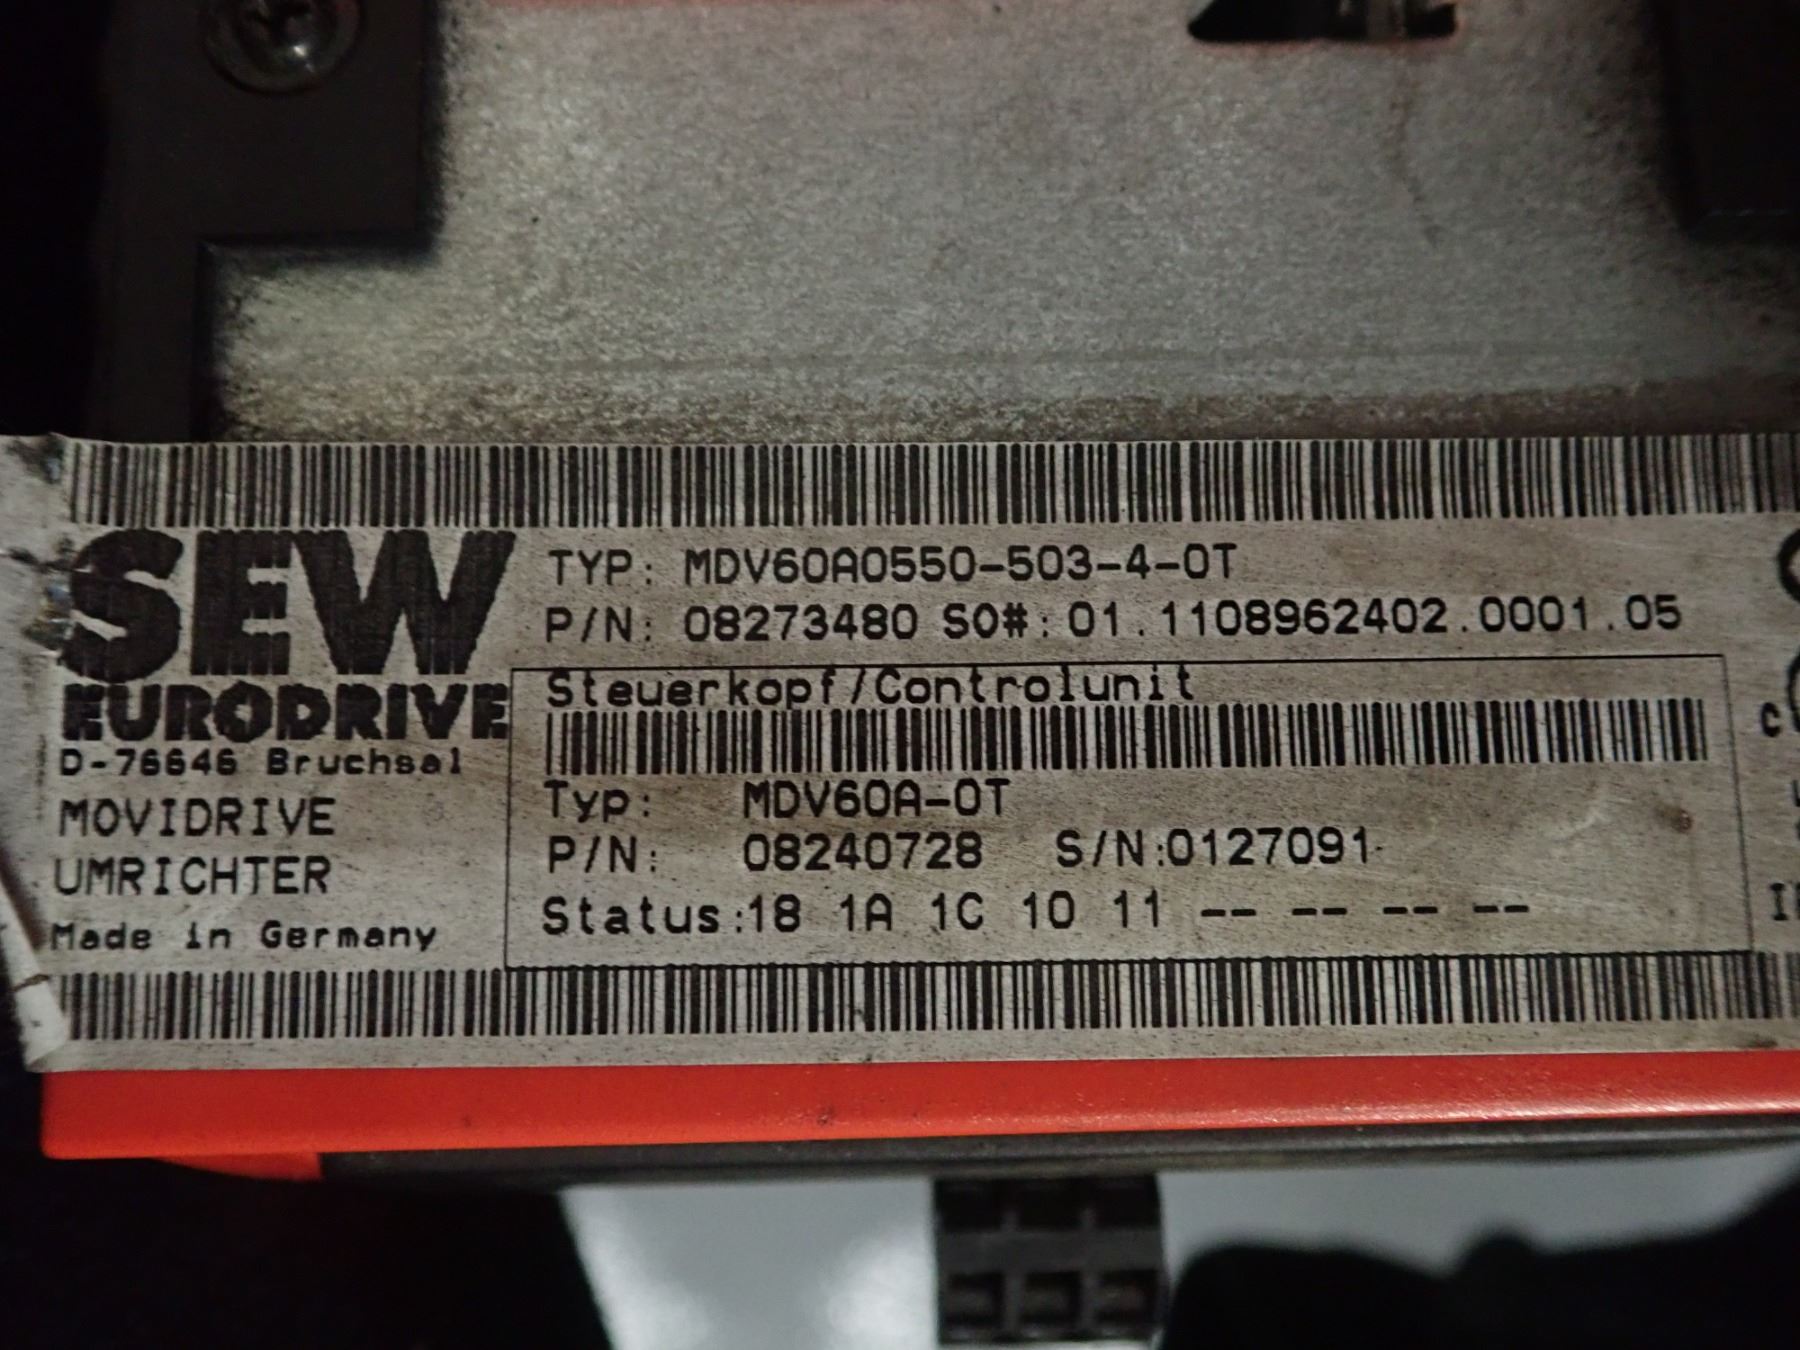 SEW
EURODRIVE
D-76646 Bruchsal
MOVIDRIVE
UMRICHTER
Made in Germany
TYP: MDV60A0550-503-4-0T
P/N: 08273480 SO#: 01.1108962402.0001.05
Steuerkopf/Controlunit
Typ: MDV60A-0T
P/N: 08240728 S/N:0127091
Status:18 1A 1C 10 11 -- -- -- --